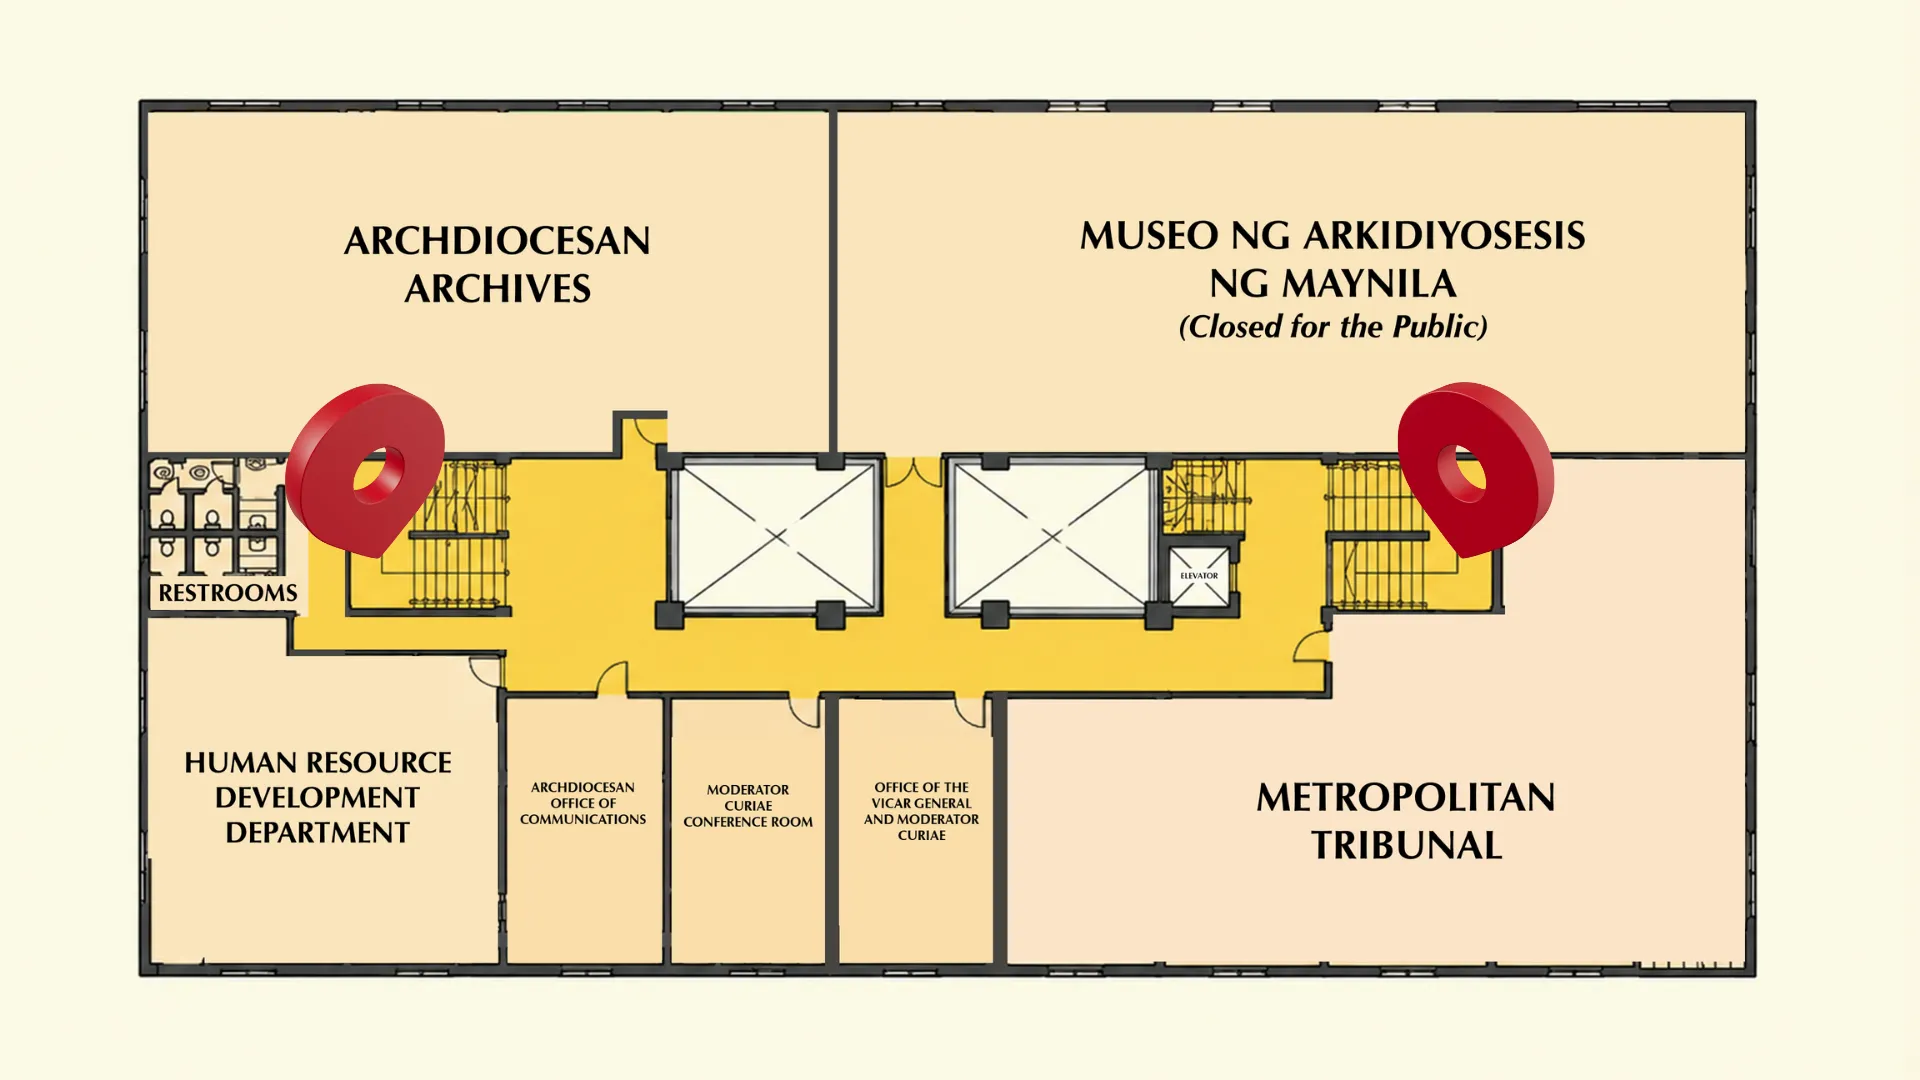 ARCHDIOCESAN
ARCHIVES
MUSEO NG ARKIDIYOSESIS
NG MAYNILA
(Closed for the Public)
ELEVATOR
RESTROOMS
HUMAN RESOURCE
DEVELOPMENT
DEPARTMENT
ARCHDIOCESAN
OFFICE OF
COMMUNICATIONS
MODERATOR
CURIAE
CONFERENCE ROOM
OFFICE OF THE
VICAR GENERAL
AND MODERATOR
CURIAE
METROPOLITAN
TRIBUNAL